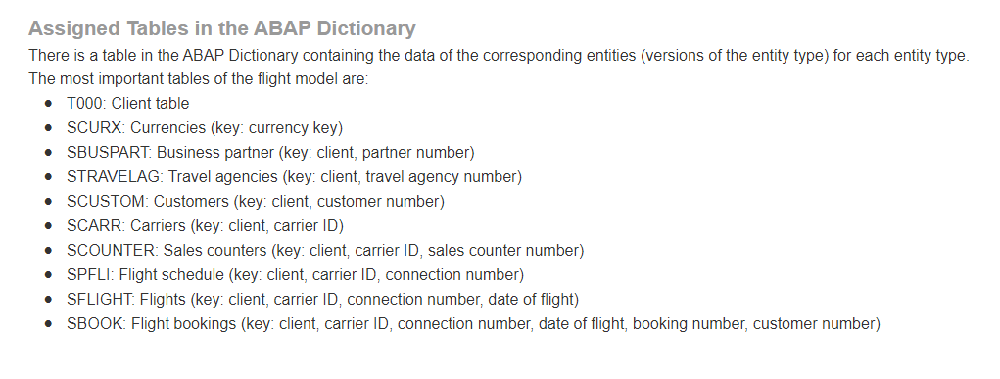 Assigned Tables in the ABAP Dictionary
There is a table in the ABAP Dictionary containing the data of the corresponding entities (versions of the entity type) for each entity type.
The most important tables of the flight model are:
• T000: Client table
• SCURX: Currencies (key: currency key)
• SBUSPART: Business partner (key: client, partner number)
• STRAVELAG: Travel agencies (key: client, travel agency number)
• SCUSTOM: Customers (key: client, customer number)
• SCARR: Carriers (key: client, carrier ID)
• SCOUNTER: Sales counters (key: client, carrier ID, sales counter number)
• SPFLI: Flight schedule (key: client, carrier ID, connection number)
• SFLIGHT: Flights (key: client, carrier ID, connection number, date of flight)
• SBOOK: Flight bookings (key: client, carrier ID, connection number, date of flight, booking number, customer number)